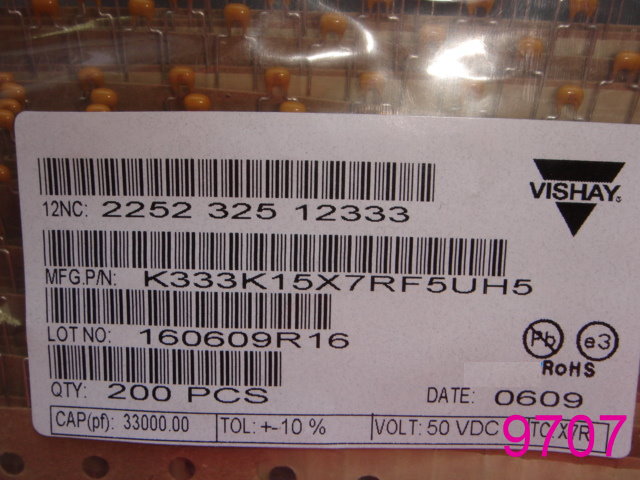 VISHAY®
12NC: 2252 325 12333
MFG.P/N: K333K15X7RF5UH5
LOT NO: 160609R16
Pb e3
RoHS
QTY: 200 PCS DATE: 0609
CAP(pf): 33000.00 TOL: +-10 % VOLT: 50 VDC TC: X7R
9707